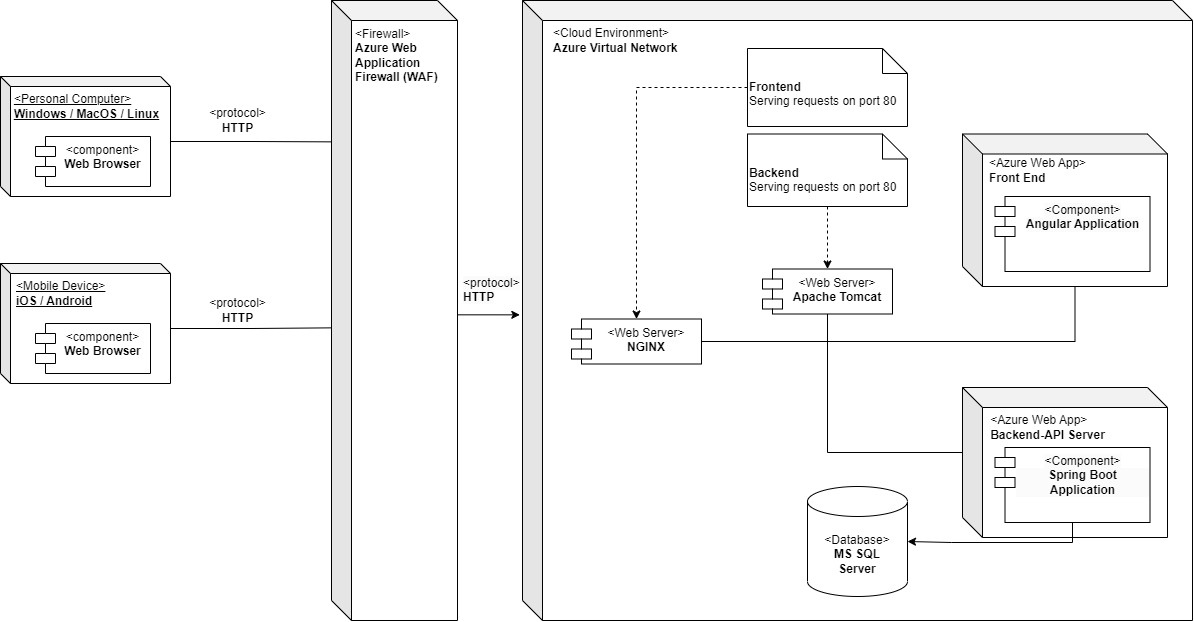 <Personal Computer>
Windows / MacOS / Linux
<component>
Web Browser
<protocol>
HTTP
<Mobile Device>
iOS / Android
<component>
Web Browser
<protocol>
HTTP
<Firewall>
Azure Web
Application
Firewall (WAF)
<protocol>
HTTP
<Cloud Environment>
Azure Virtual Network
Frontend
Serving requests on port 80
Backend
Serving requests on port 80
<Web Server>
Apache Tomcat
<Web Server>
NGINX
<Azure Web App>
Front End
<Component>
Angular Application
<Azure Web App>
Backend-API Server
<Component>
Spring Boot
Application
<Database>
MS SQL
Server